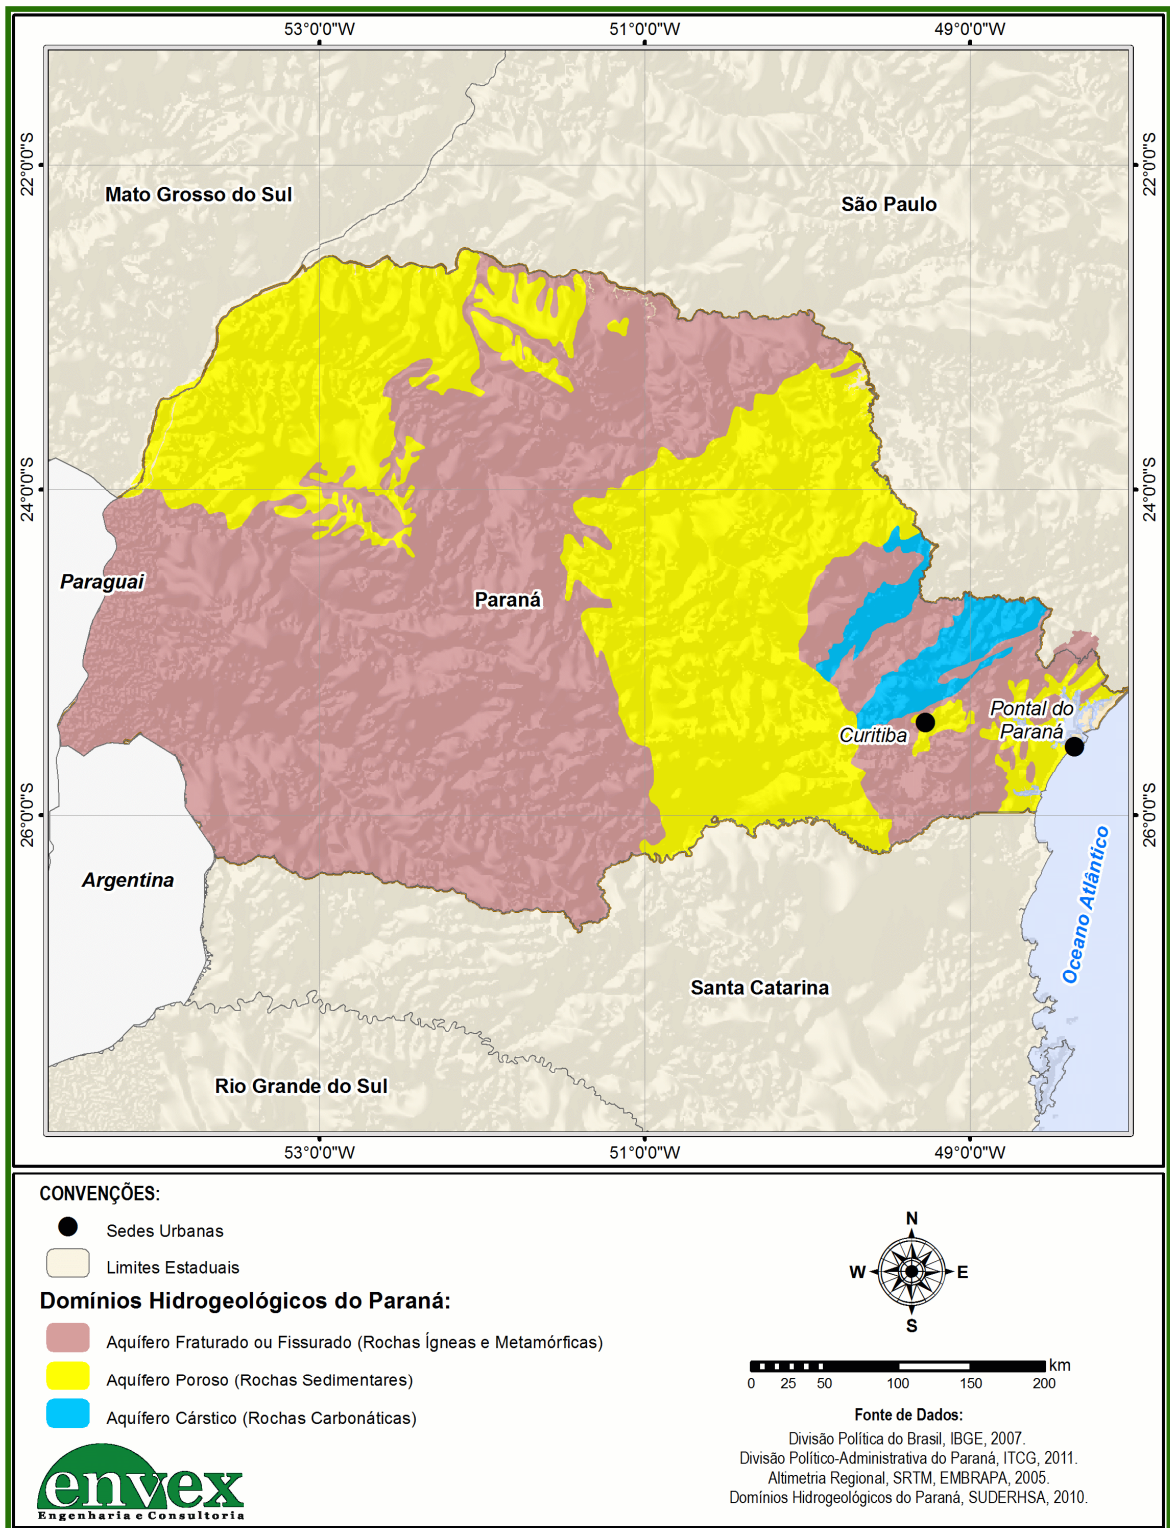 53°0'0"W
51°0'0"W
49°0'0"W
22°0'0"S
22°0'0"S
Mato Grosso do Sul
São Paulo
24°0'0"S
24°0'0"S
Paraguai
Paraná
Pontal do
Paraná
Curitiba
26°0'0"S
26°0'0"S
Argentina
Oceano Atlântico
Santa Catarina
Rio Grande do Sul
53°0'0"W
51°0'0"W
49°0'0"W
CONVENÇÕES:
Sedes Urbanas
Limites Estaduais
Domínios Hidrogeológicos do Paraná:
Aquífero Fraturado ou Fissurado (Rochas Ígneas e Metamórficas)
Aquífero Poroso (Rochas Sedimentares)
Aquífero Cárstico (Rochas Carbonáticas)
envex
Engenharia e Consultoria
N
W E
S
km
0 25 50 100 150 200
Fonte de Dados:
Divisão Política do Brasil, IBGE, 2007.
Divisão Político-Administrativa do Paraná, ITCG, 2011.
Altimetria Regional, SRTM, EMBRAPA, 2005.
Domínios Hidrogeológicos do Paraná, SUDERHSA, 2010.